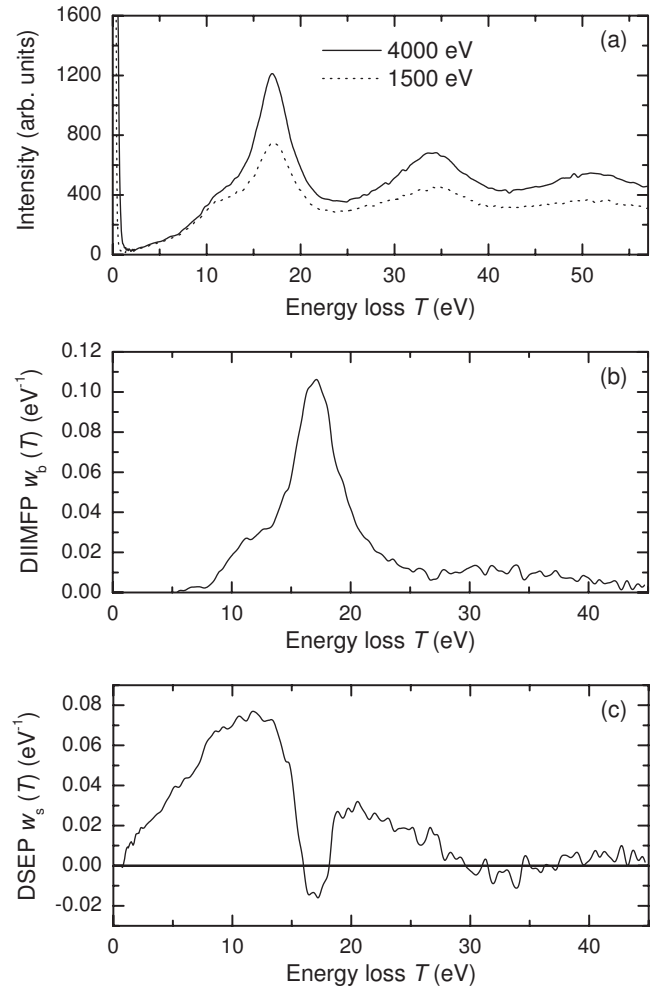 1600
(a)
4000 eV
1500 eV
1200
800
400
0
Intensity (arb. units)
0 10 20 30 40 50
Energy loss T (eV)
0.12
(b)
0.10
0.08
0.06
0.04
0.02
0.00
DIIMFP w_b (T) (eV⁻¹)
0 10 20 30 40
Energy loss T (eV)
0.08
(c)
0.06
0.04
0.02
0.00
-0.02
DSEP w_s (T) (eV⁻¹)
0 10 20 30 40
Energy loss T (eV)